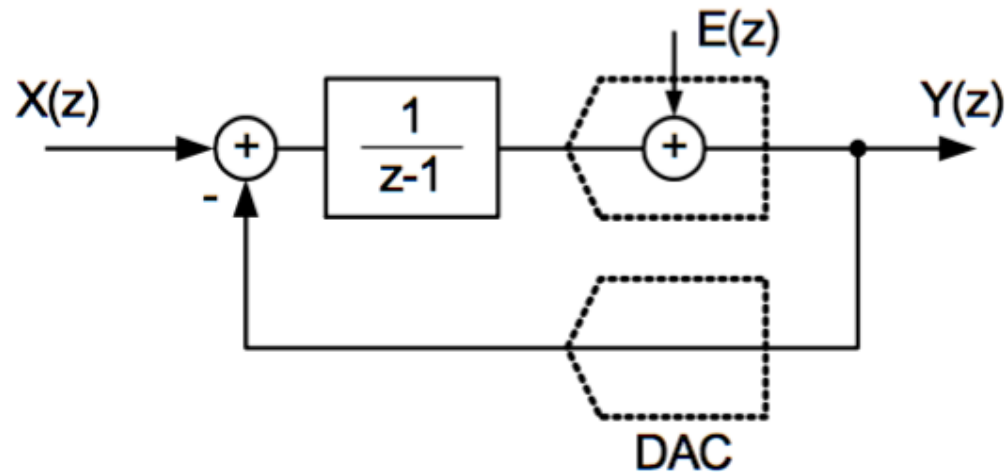 E(z)
X(z)
Y(z)
+
1
z-1
+
-
DAC